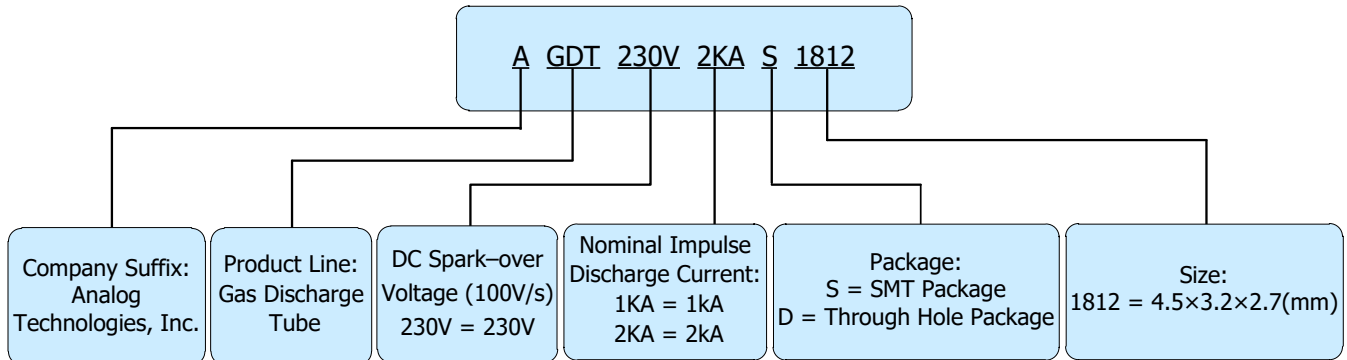 A GDT 230V 2KA S 1812
Company Suffix:
Analog
Technologies, Inc.
Product Line:
Gas Discharge
Tube
DC Spark–over
Voltage (100V/s)
230V = 230V
Nominal Impulse
Discharge Current:
1KA = 1kA
2KA = 2kA
Package:
S = SMT Package
D = Through Hole Package
Size:
1812 = 4.5×3.2×2.7(mm)